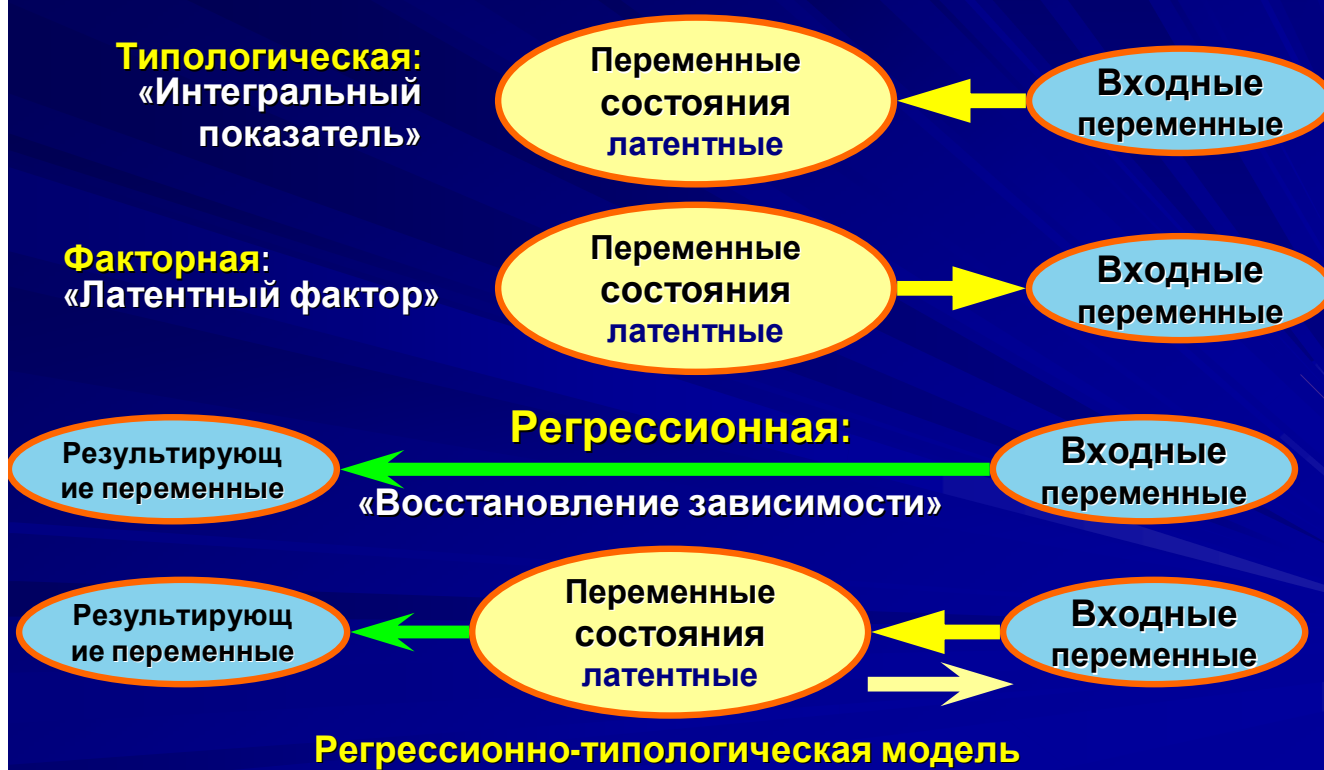 Типологическая:
«Интегральный
показатель»
Переменные
состояния
латентные
Входные
переменные
Факторная:
«Латентный фактор»
Переменные
состояния
латентные
Входные
переменные
Регрессионная:
Результирующ
ие переменные
«Восстановление зависимости»
Входные
переменные
Результирующ
ие переменные
Переменные
состояния
латентные
Входные
переменные
Регрессионно-типологическая модель